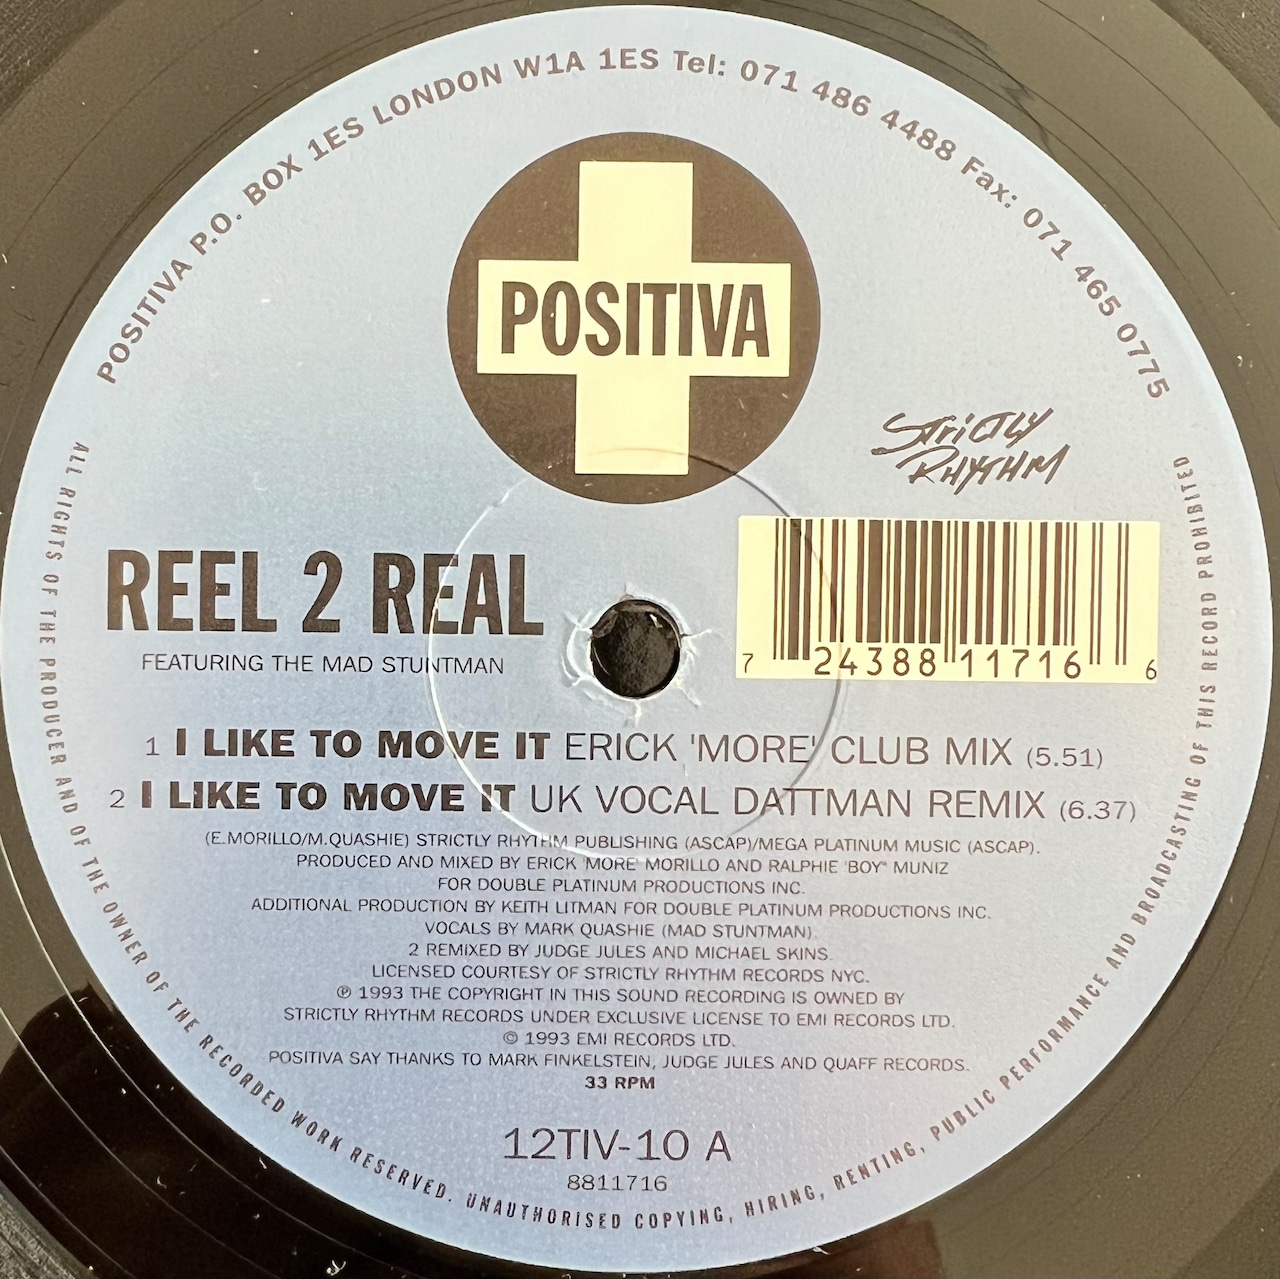 POSITIVA P.O. BOX 1ES LONDON W1A 1ES Tel: 071 486 4488 Fax: 071 465 0775
POSITIVA
STRICTLY
RHYTHM
REEL 2 REAL
FEATURING THE MAD STUNTMAN
7 24388 11716 6
1 I LIKE TO MOVE IT ERICK 'MORE' CLUB MIX (5.51)
2 I LIKE TO MOVE IT UK VOCAL DATTMAN REMIX (6.37)
(E.MORILLO/M.QUASHIE) STRICTLY RHYTHM PUBLISHING (ASCAP)/MEGA PLATINUM MUSIC (ASCAP).
PRODUCED AND MIXED BY ERICK 'MORE' MORILLO AND RALPHIE 'BOY" MUNIZ
FOR DOUBLE PLATINUM PRODUCTIONS INC.
ADDITIONAL PRODUCTION BY KEITH LITMAN FOR DOUBLE PLATINUM PRODUCTIONS INC.
VOCALS BY MARK QUASHIE (MAD STUNTMAN).
2 REMIXED BY JUDGE JULES AND MICHAEL SKINS.
LICENSED COURTESY OF STRICTLY RHYTHM RECORDS NYC.
℗ 1993 THE COPYRIGHT IN THIS SOUND RECORDING IS OWNED BY
STRICTLY RHYTHM RECORDS UNDER EXCLUSIVE LICENSE TO EMI RECORDS LTD.
© 1993 EMI RECORDS LTD.
POSITIVA SAY THANKS TO MARK FINKELSTEIN, JUDGE JULES AND QUAFF RECORDS.
33 RPM
12TIV-10 A
8811716
ALL RIGHTS OF THE PRODUCER AND OF THE OWNER OF THE RECORDED WORK RESERVED. UNAUTHORISED COPYING, HIRING, RENTING, PUBLIC PERFORMANCE AND BROADCASTING OF THIS RECORD PROHIBITED